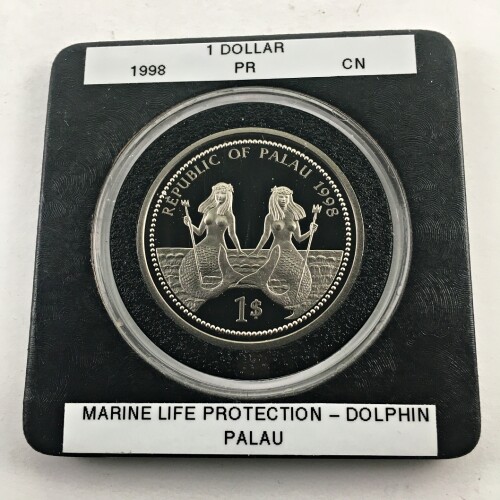 1 DOLLAR
1998 PR CN
REPUBLIC OF PALAU 1998
1$
MARINE LIFE PROTECTION – DOLPHIN
PALAU